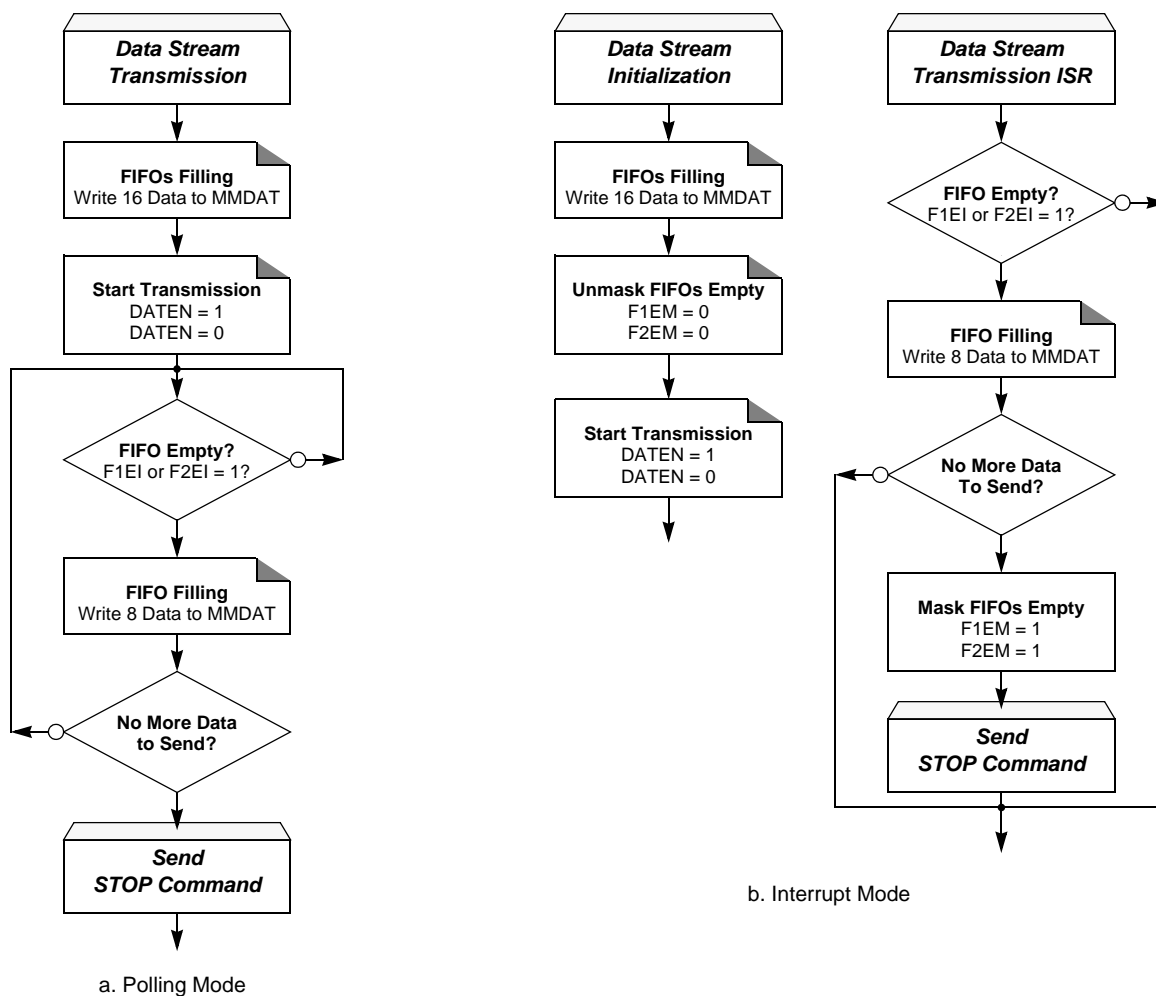 Data Stream
Transmission
FIFOs Filling
Write 16 Data to MMDAT
Start Transmission
DATEN = 1
DATEN = 0
FIFO Empty?
F1EI or F2EI = 1?
FIFO Filling
Write 8 Data to MMDAT
No More Data
to Send?
Send
STOP Command
a. Polling Mode
Data Stream
Initialization
FIFOs Filling
Write 16 Data to MMDAT
Unmask FIFOs Empty
F1EM = 0
F2EM = 0
Start Transmission
DATEN = 1
DATEN = 0
Data Stream
Transmission ISR
FIFO Empty?
F1EI or F2EI = 1?
FIFO Filling
Write 8 Data to MMDAT
No More Data
To Send?
Mask FIFOs Empty
F1EM = 1
F2EM = 1
Send
STOP Command
b. Interrupt Mode